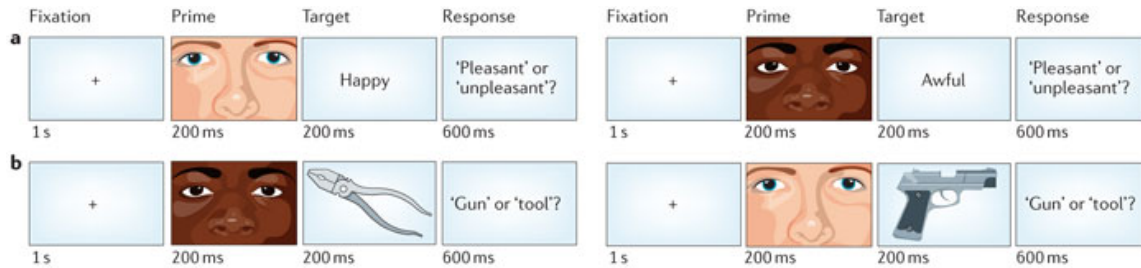 Fixation Prime Target Response Fixation Prime Target Response
a
+ Happy 'Pleasant' or 'unpleasant'? + Awful 'Pleasant' or 'unpleasant'?
1 s 200 ms 200 ms 600 ms 1 s 200 ms 200 ms 600 ms
b
+ 'Gun' or 'tool'? + 'Gun' or 'tool'?
1 s 200 ms 200 ms 600 ms 1 s 200 ms 200 ms 600 ms